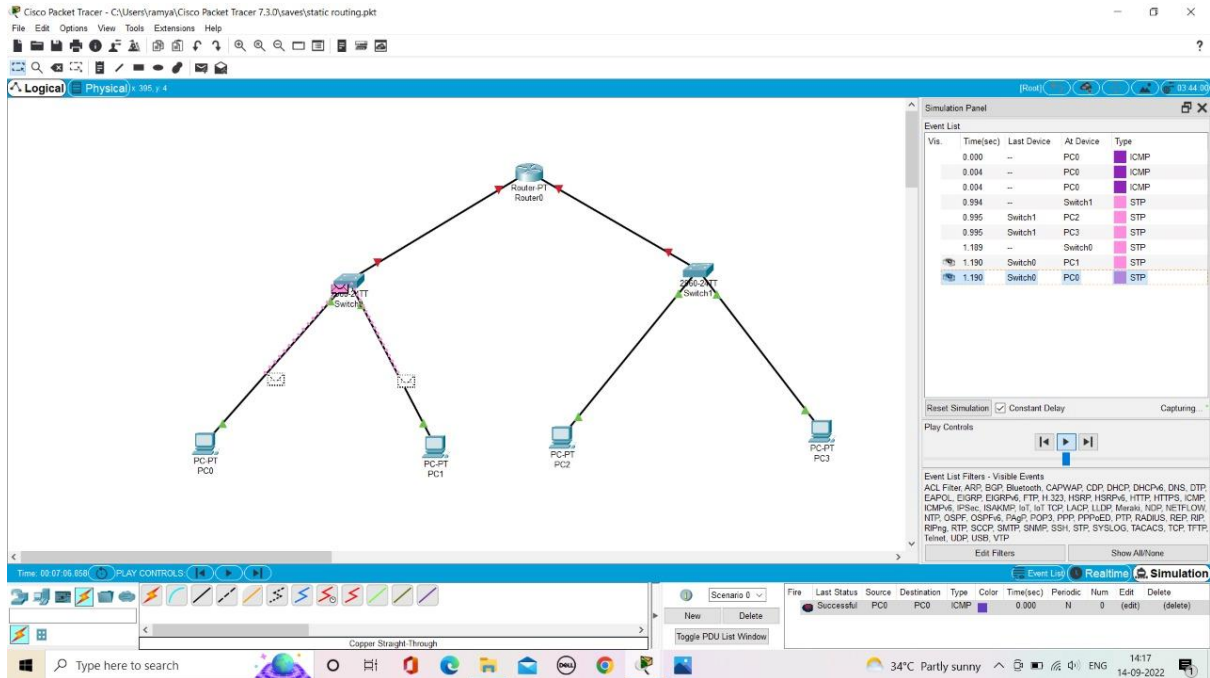 Cisco Packet Tracer - C:\Users\ramya\Cisco Packet Tracer 7.3.0\saves\static routing.pkt
File Edit Options View Tools Extensions Help
?
Logical Physical x: 395, y: 4 [Root] 03:44:00
Simulation Panel
Event List
Vis. Time(sec) Last Device At Device Type
0.000 -- PC0 ICMP
0.004 -- PC0 ICMP
0.004 -- PC0 ICMP
0.994 -- Switch1 STP
0.995 Switch1 PC2 STP
0.995 Switch1 PC3 STP
1.189 -- Switch0 STP
1.190 Switch0 PC1 STP
1.190 Switch0 PC0 STP
Router-PT
Router0
2960-24TT
Switch0
2960-24TT
Switch1
PC-PT
PC0
PC-PT
PC1
PC-PT
PC2
PC-PT
PC3
Reset Simulation Constant Delay Capturing...
Play Controls
Event List Filters - Visible Events
ACL Filter, ARP, BGP, Bluetooth, CAPWAP, CDP, DHCP, DHCPv6, DNS, DTP,
EAPOL, EIGRP, EIGRPv6, FTP, H.323, HSRP, HSRPv6, HTTP, HTTPS, ICMP,
ICMPv6, IPSec, ISAKMP, IoT, IoT TCP, LACP, LLDP, Meraki, NDP, NETFLOW,
NTP, OSPF, OSPFv6, PAgP, POP3, PPP, PPPoED, PTP, RADIUS, REP, RIP,
RIPng, RTP, SCCP, SMTP, SNMP, SSH, STP, SYSLOG, TACACS, TCP, TFTP,
Telnet, UDP, USB, VTP
Edit Filters Show All/None
Time: 00:07:06.858 PLAY CONTROLS: Event List Realtime Simulation
Scenario 0
New Delete
Toggle PDU List Window
Fire Last Status Source Destination Type Color Time(sec) Periodic Num Edit Delete
Successful PC0 PC0 ICMP 0.000 N 0 (edit) (delete)
Copper Straight-Through
Type here to search DELL 34°C Partly sunny ENG 14:17
14-09-2022 1